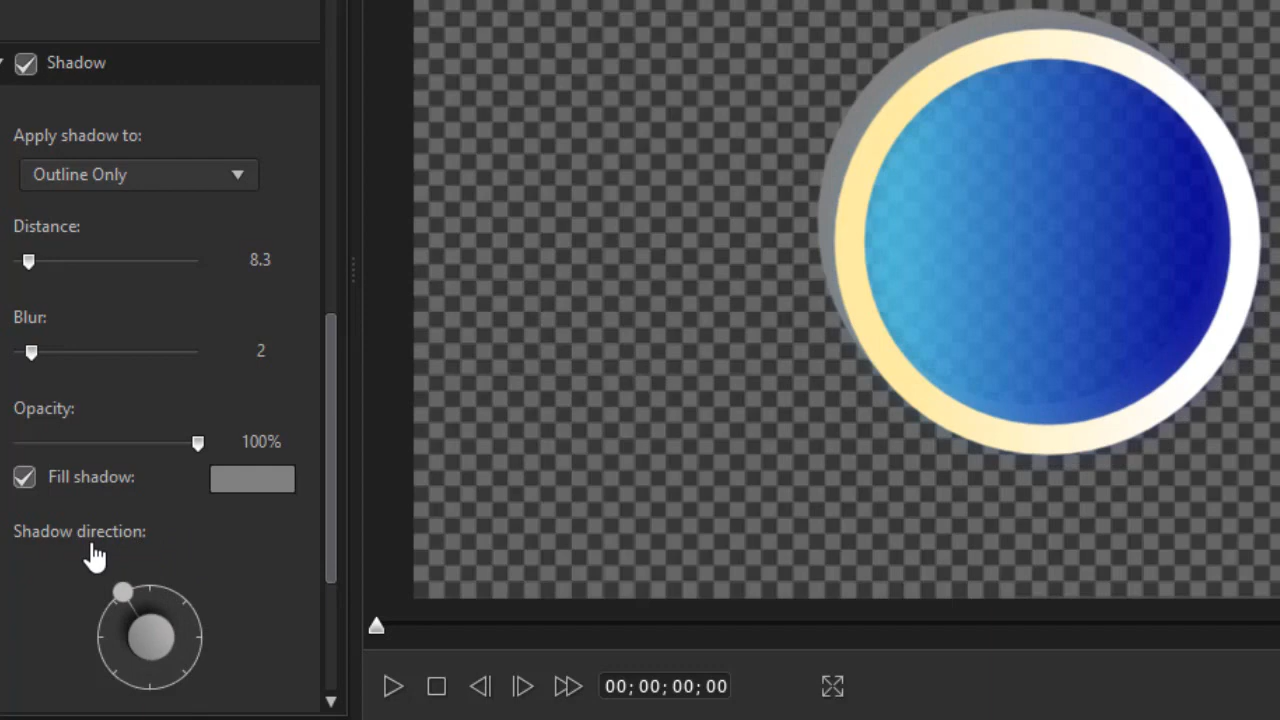 Shadow
Apply shadow to:
Outline Only
Distance:
8.3
Blur:
2
Opacity:
100%
Fill shadow:
Shadow direction:
00;00;00;00